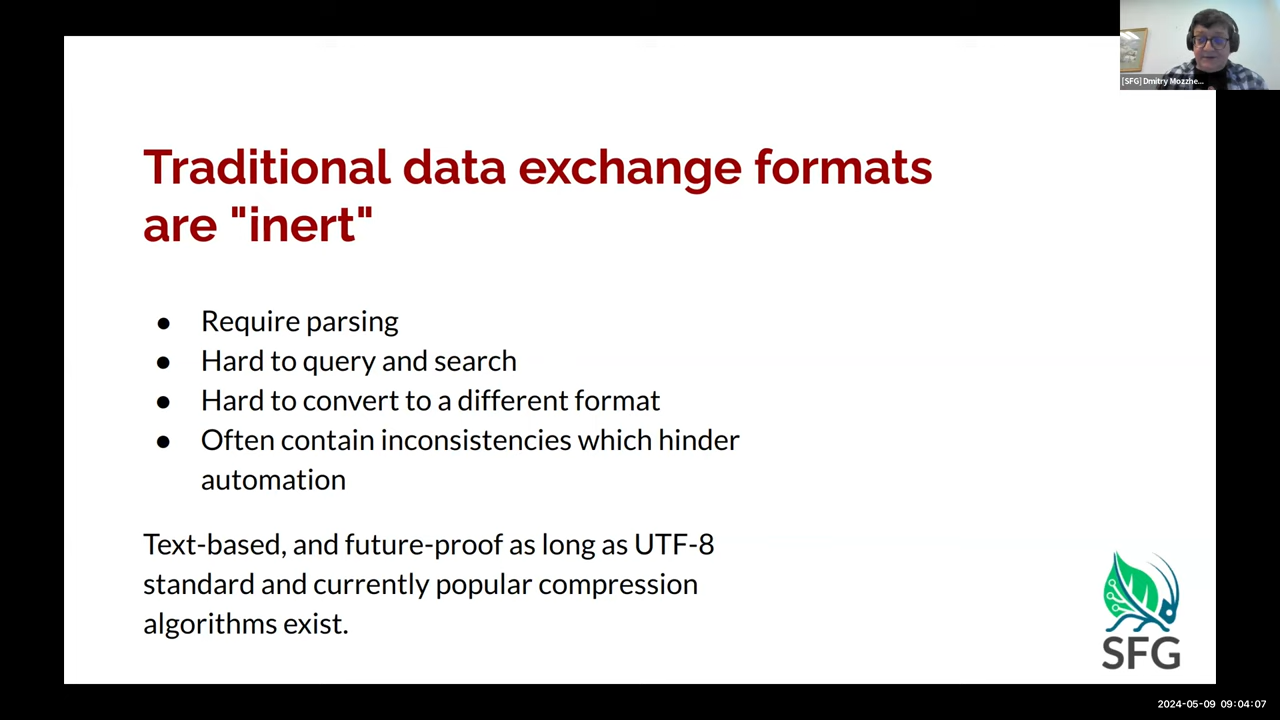 [SFG] Dmitry Mozzhe...
Traditional data exchange formats
are "inert"
● Require parsing
● Hard to query and search
● Hard to convert to a different format
● Often contain inconsistencies which hinder
automation
Text-based, and future-proof as long as UTF-8
standard and currently popular compression
algorithms exist.
SFG
2024-05-09 09:04:07